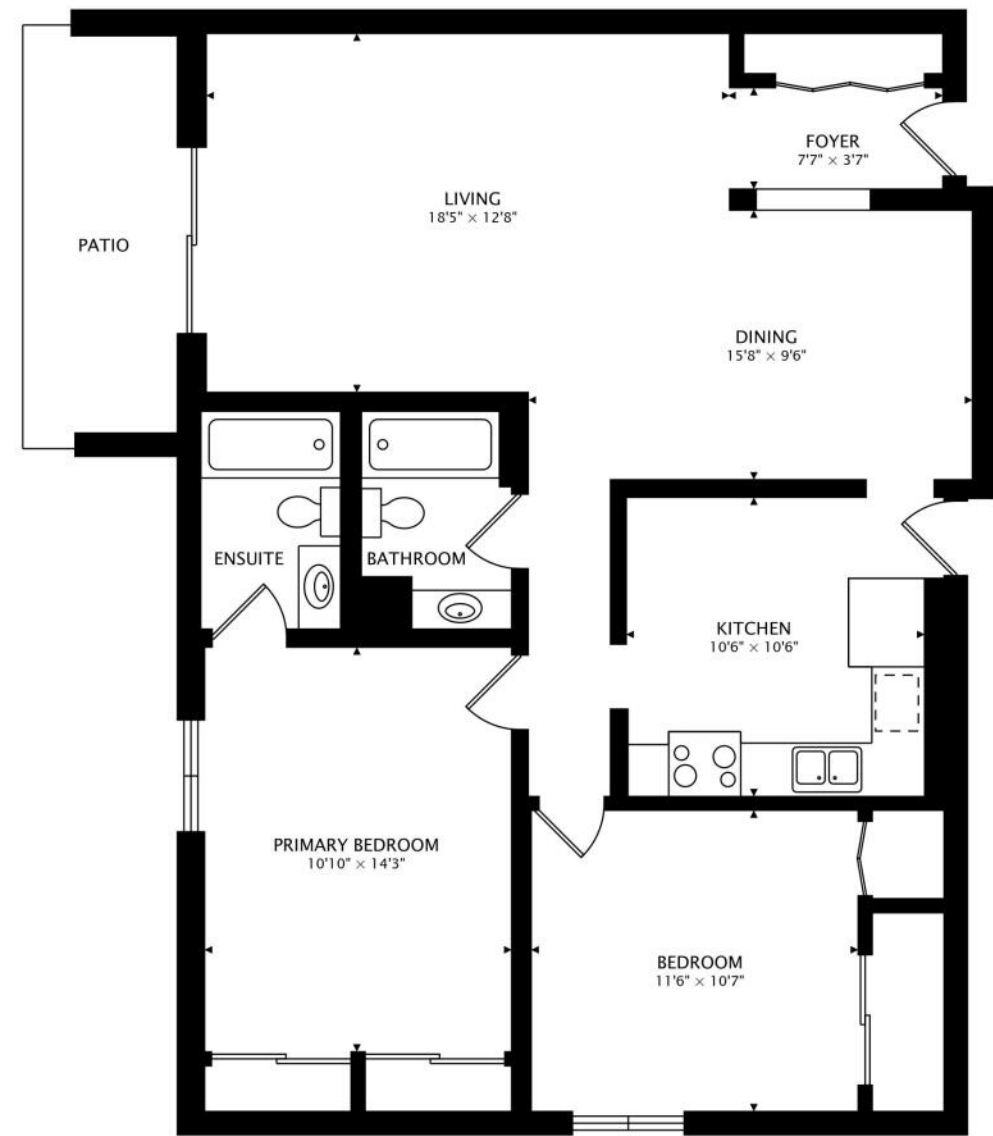 FOYER
7'7" × 3'7"
LIVING
18'5" × 12'8"
PATIO
DINING
15'8" × 9'6"
ENSUITE
BATHROOM
KITCHEN
10'6" × 10'6"
PRIMARY BEDROOM
10'10" × 14'3"
BEDROOM
11'6" × 10'7"